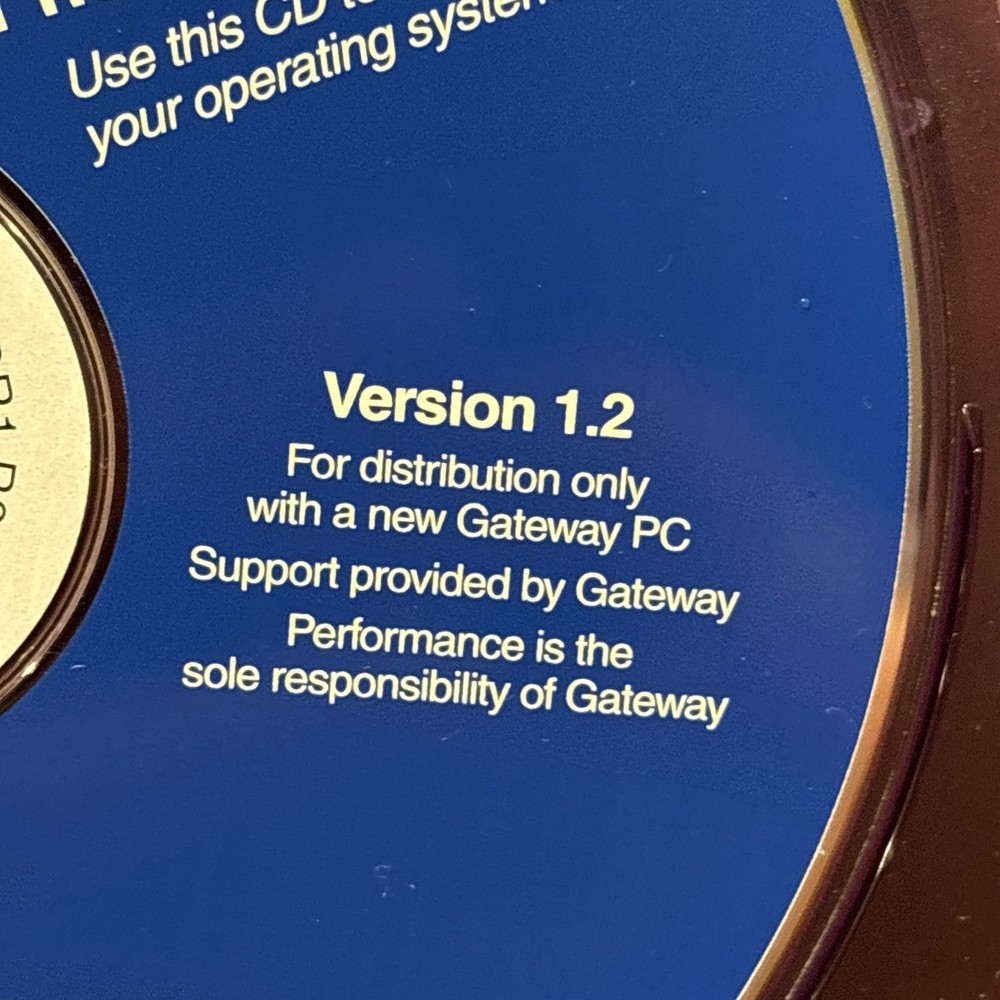 Use this CD
your operating
Version 1.2
For distribution only
with a new Gateway PC
Support provided by Gateway
Performance is the
sole responsibility of Gateway